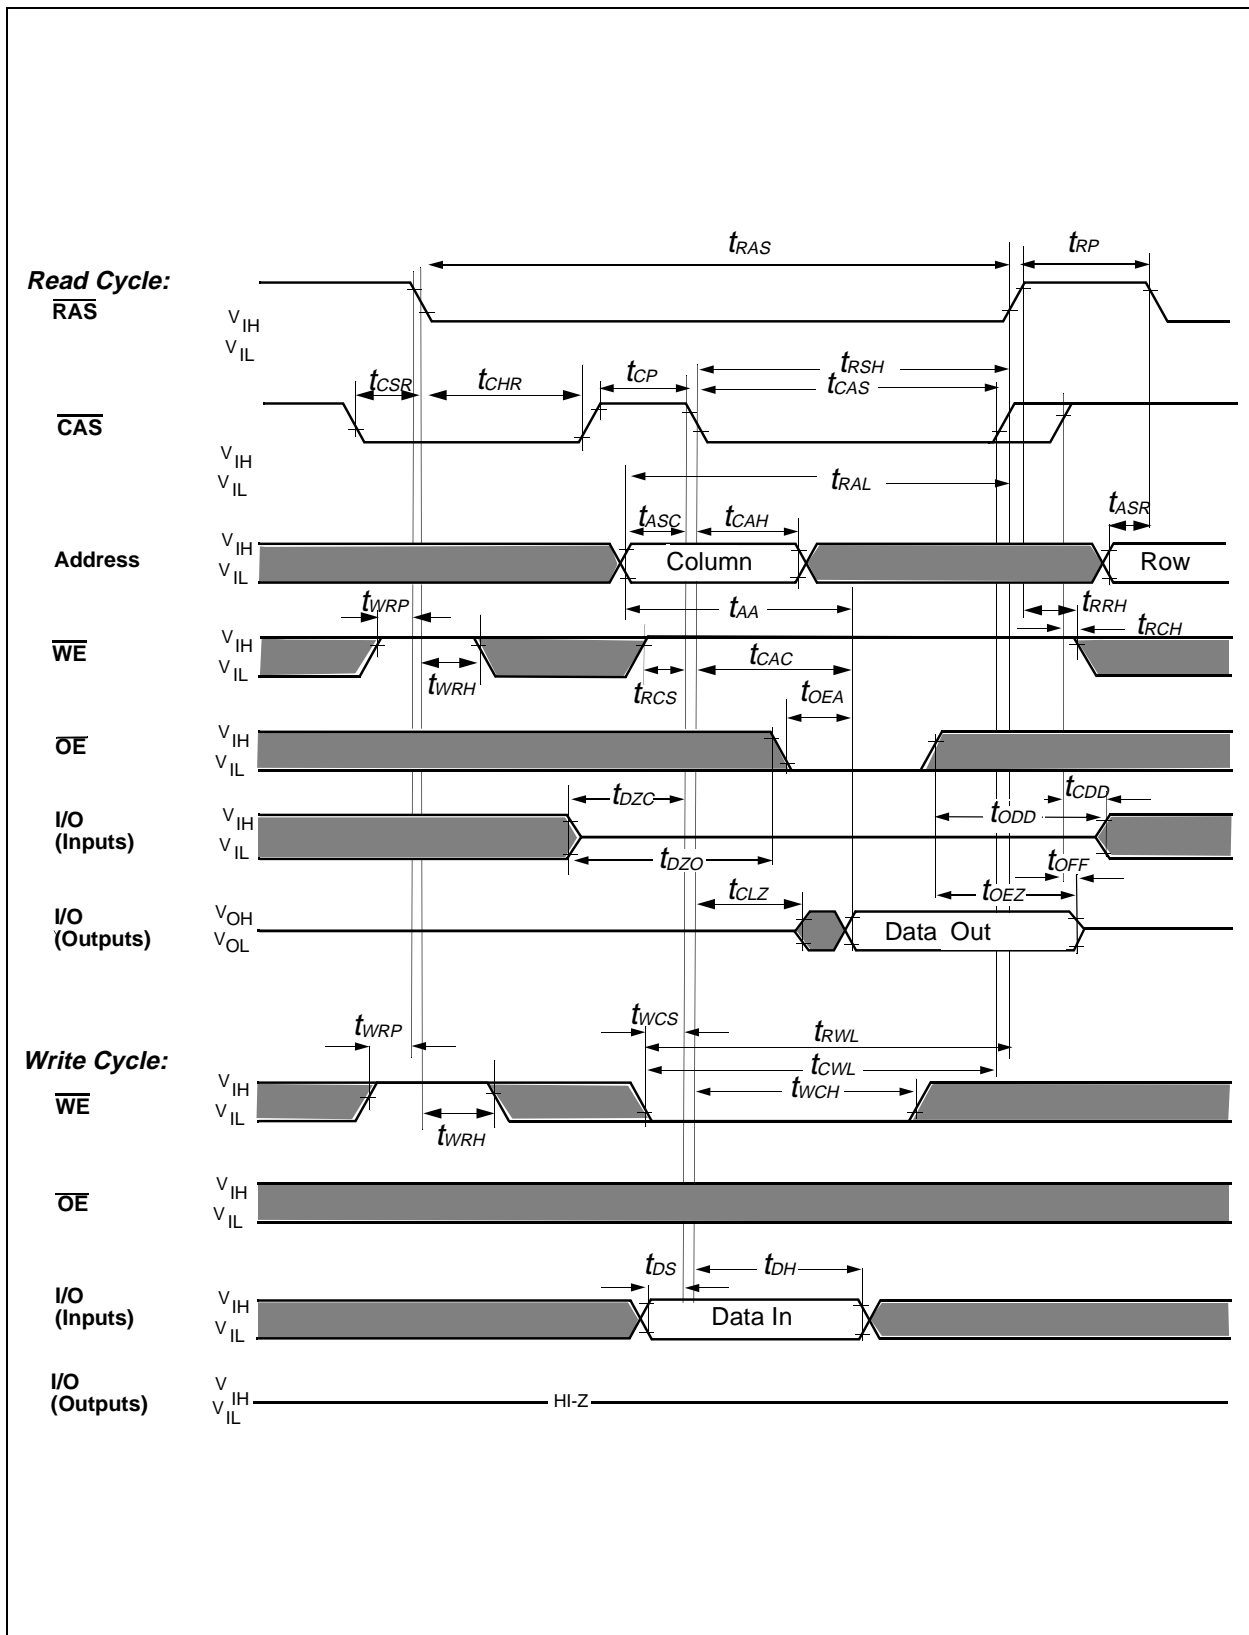 tRAS
tRP
Read Cycle:
RAS
VIH
VIL
tRSH
tCSR
tCHR
tCP
tCAS
CAS
VIH
VIL
tRAL
tASC
tCAH
tASR
Address
VIH
VIL
Column
Row
tWRP
tAA
tRRH
tRCH
WE
VIH
VIL
tWRH
tRCS
tCAC
tOEA
OE
VIH
VIL
tDZC
tCDD
tODD
I/O
(Inputs)
VIH
VIL
tDZO
tOFF
tCLZ
tOEZ
I/O
(Outputs)
VOH
VOL
Data Out
tWCS
tWRP
tRWL
Write Cycle:
tCWL
tWCH
WE
VIH
VIL
tWRH
OE
VIH
VIL
tDS
tDH
I/O
(Inputs)
VIH
VIL
Data In
I/O
(Outputs)
VIH
VIL
HI-Z